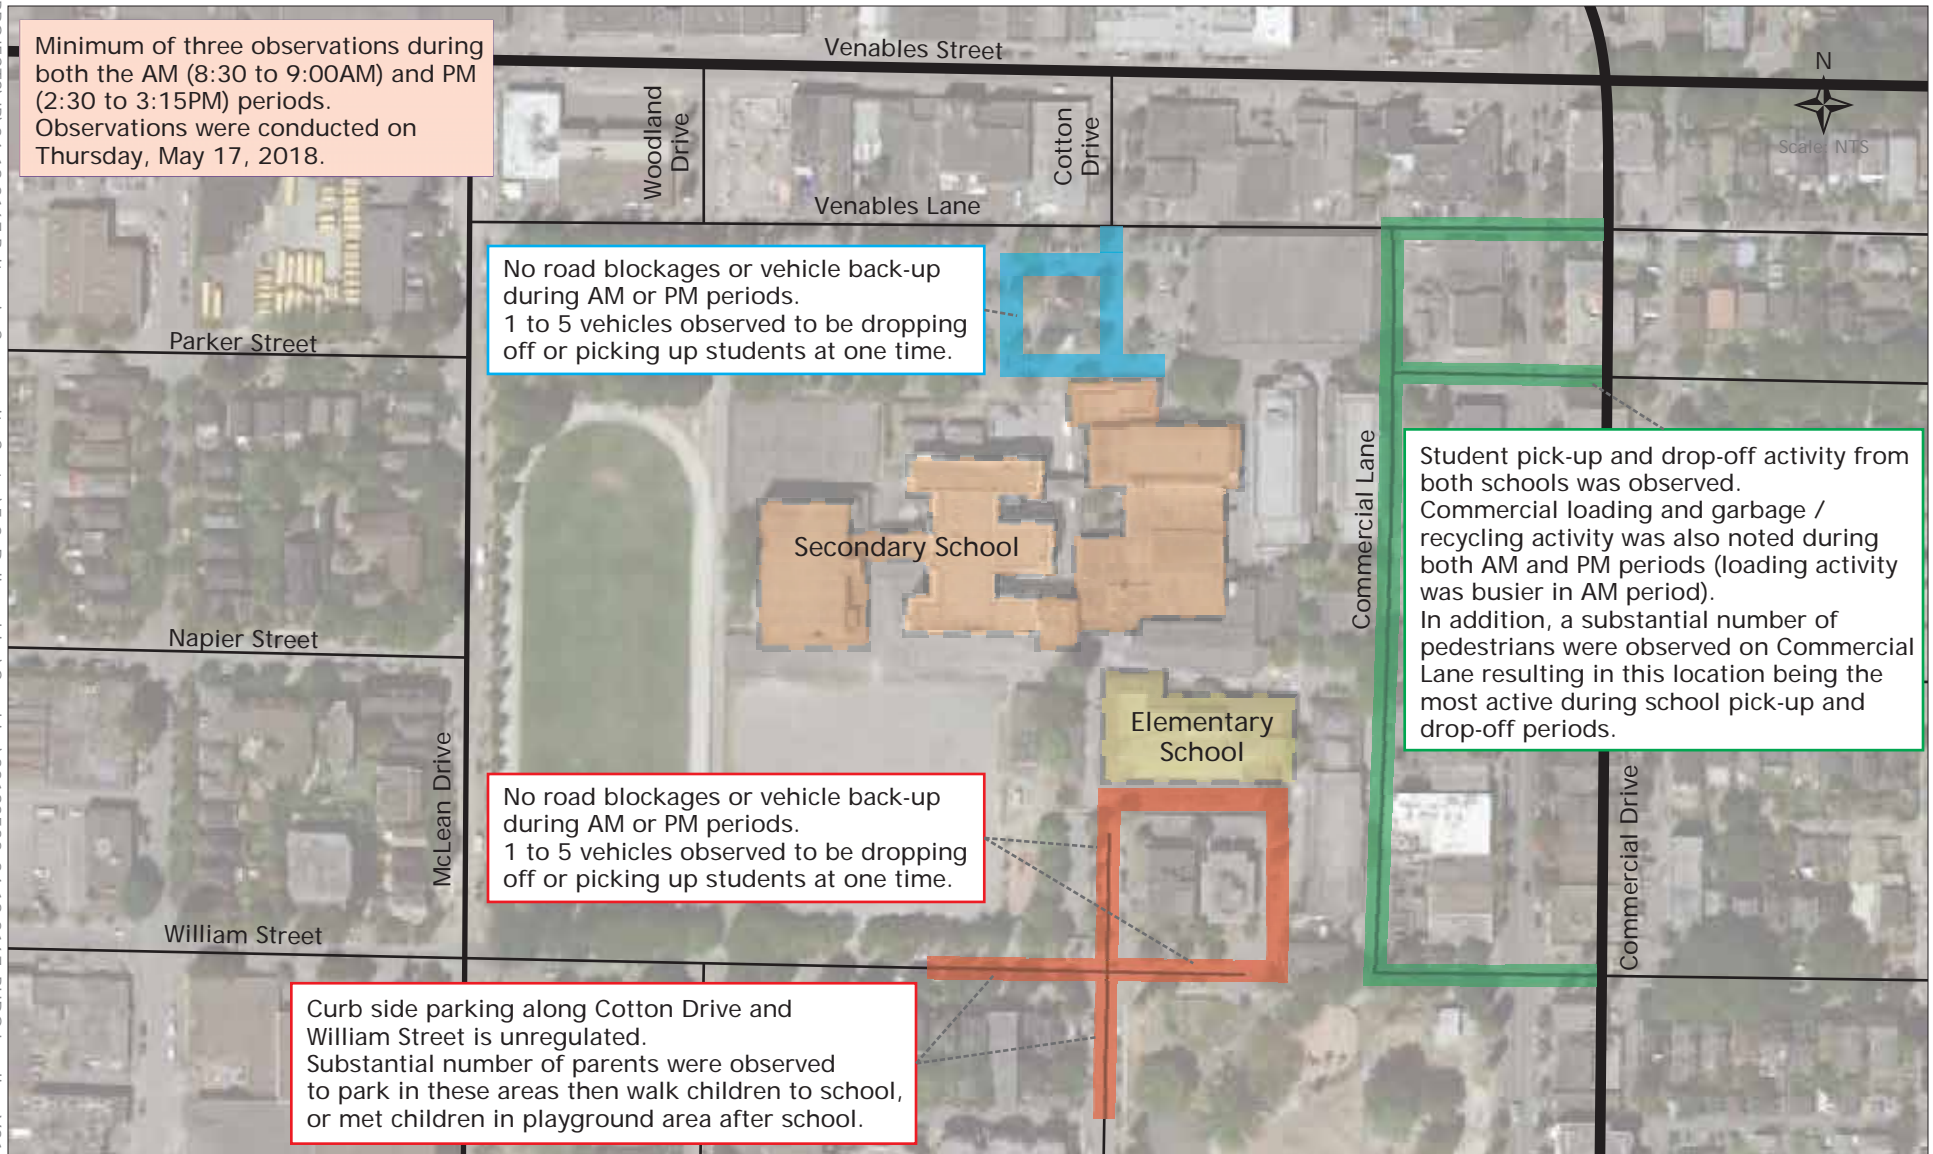 Minimum of three observations during
both the AM (8:30 to 9:00AM) and PM
(2:30 to 3:15PM) periods.
Observations were conducted on
Thursday, May 17, 2018.
Venables Street
N
Scale: NTS
Woodland
Drive
Cotton
Drive
Venables Lane
No road blockages or vehicle back-up
during AM or PM periods.
1 to 5 vehicles observed to be dropping
off or picking up students at one time.
Parker Street
Commercial Lane
Student pick-up and drop-off activity from
both schools was observed.
Commercial loading and garbage /
recycling activity was also noted during
both AM and PM periods (loading activity
was busier in AM period).
In addition, a substantial number of
pedestrians were observed on Commercial
Lane resulting in this location being the
most active during school pick-up and
drop-off periods.
Secondary School
Napier Street
Elementary
School
McLean Drive
No road blockages or vehicle back-up
during AM or PM periods.
1 to 5 vehicles observed to be dropping
off or picking up students at one time.
Commercial Drive
William Street
Curb side parking along Cotton Drive and
William Street is unregulated.
Substantial number of parents were observed
to park in these areas then walk children to school,
or met children in playground area after school.